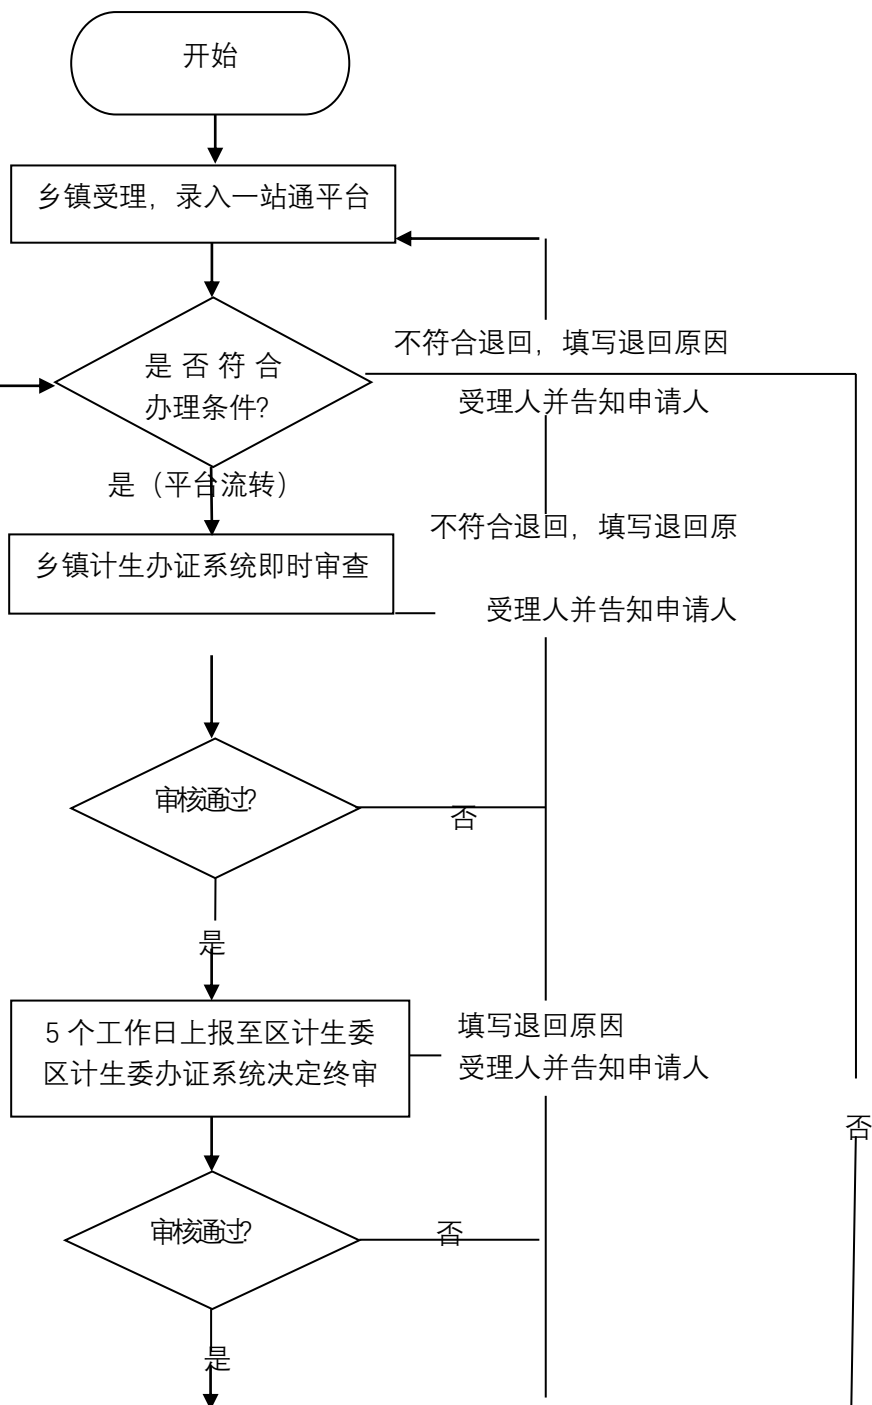 开始
乡镇受理，录入一站通平台
不符合退回，填写退回原因
是否符合
办理条件?
受理人并告知申请人
是（平台流转）
不符合退回，填写退回原
乡镇计生办证系统即时审查
受理人并告知申请人
审核通过?
否
是
5个工作日上报至区计生委
区计生委办证系统决定终审
填写退回原因
受理人并告知申请人
否
审核通过?
否
是